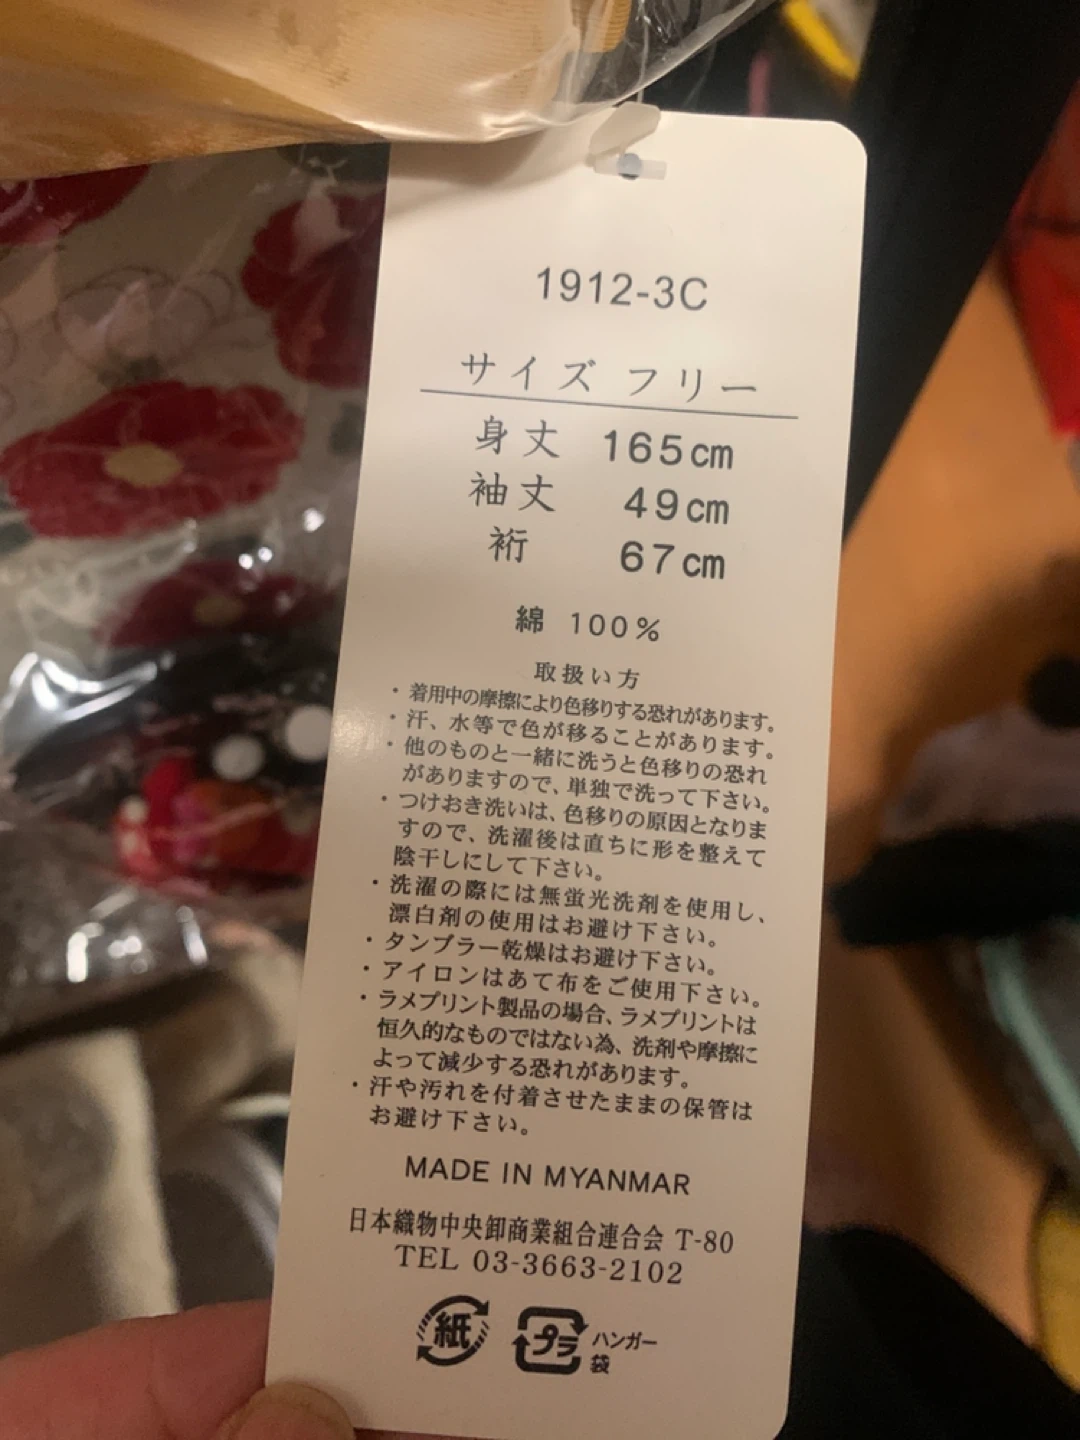 1912-3C
サイズ フリー
身丈 165cm
袖丈 49cm
裄 67cm
綿 100%
取扱い方
・着用中の摩擦により色移りする恐れがあります。
・汗、水等で色が移ることがあります。
・他のものと一緒に洗うと色移りの恐れ
がありますので、単独で洗って下さい。
・つけおき洗いは、色移りの原因となりま
すので、洗濯後は直ちに形を整えて
陰干しにして下さい。
・洗濯の際には無蛍光洗剤を使用し、
漂白剤の使用はお避け下さい。
・タンブラー乾燥はお避け下さい。
・アイロンはあて布をご使用下さい。
・ラメプリント製品の場合、ラメプリントは
恒久的なものではない為、洗剤や摩擦に
よって減少する恐れがあります。
・汗や汚れを付着させたままの保管は
お避け下さい。
MADE IN MYANMAR
日本織物中央卸商業組合連合会 T-80
TEL 03-3663-2102
紙 プラ ハンガー
袋